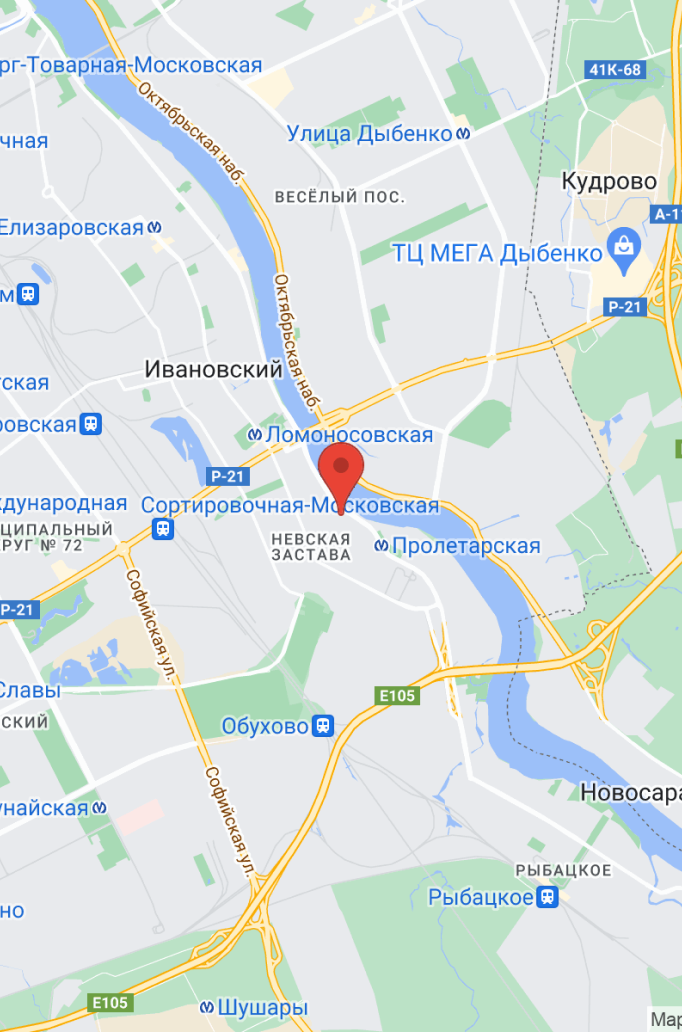 рг-Товарная-Московская
41К-68
Октябрьская наб.
Улица Дыбенко
чная
Кудрово
ВЕСЁЛЫЙ ПОС.
А-1
Елизаровская
ТЦ МЕГА Дыбенко
м
Р-21
Октябрьская наб.
Ивановский
тская
ровская
Ломоносовская
Р-21
ждународная
Сортировочная-Московская
ЦИПАЛЬНЫЙ
РУГ № 72
НЕВСКАЯ
ЗАСТАВА
Пролетарская
Софийская ул.
Р-21
Славы
E105
СКИЙ
Обухово
Софийская ул.
Новосара
унайская
РЫБАЦКОЕ
Рыбацкое
но
E105
Шушары
Мар